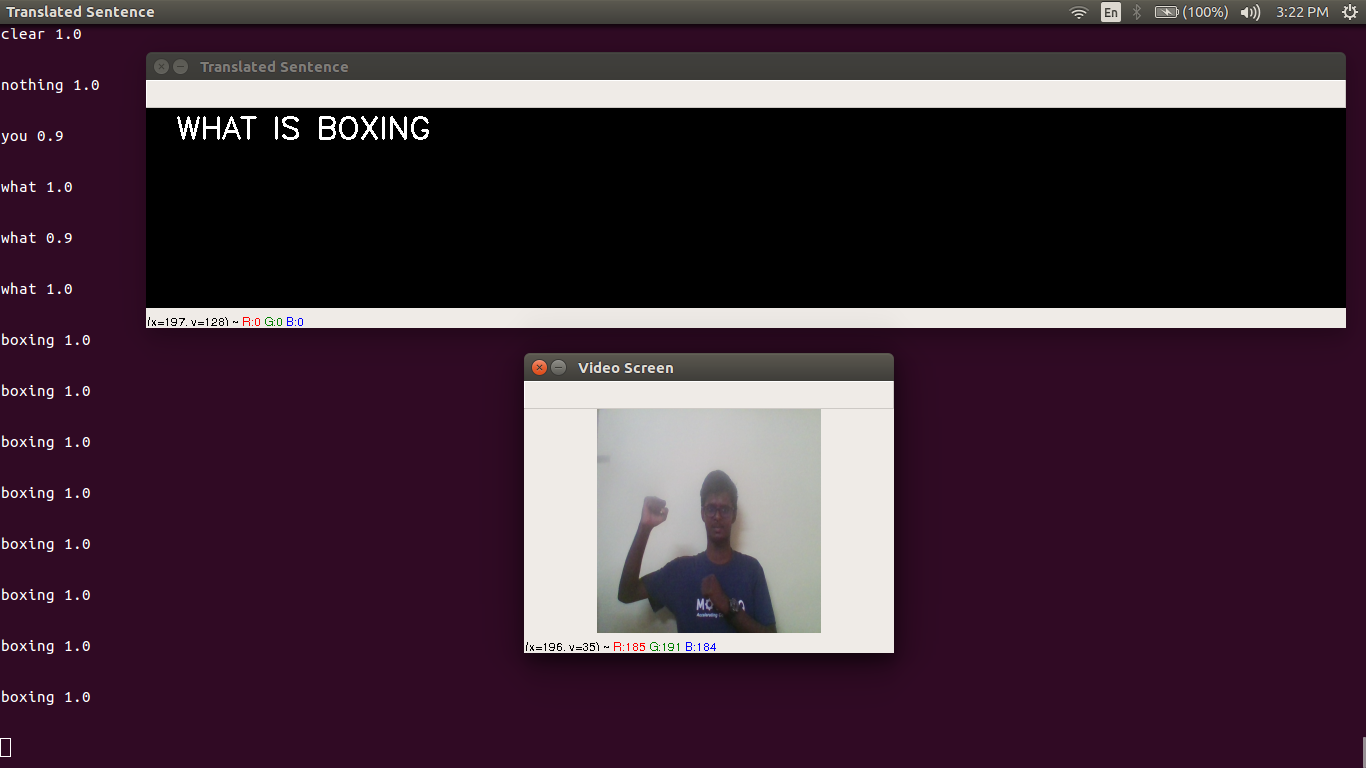 Translated Sentence
En
(100%)
3:22 PM
clear 1.0
nothing 1.0
you 0.9
what 1.0
what 0.9
what 1.0
boxing 1.0
boxing 1.0
boxing 1.0
boxing 1.0
boxing 1.0
boxing 1.0
boxing 1.0
boxing 1.0
Translated Sentence
WHAT IS BOXING
(x=197, y=128) ~ R:0 G:0 B:0
Video Screen
Accelerating
(x=196, y=35) ~ R:185 G:191 B:184